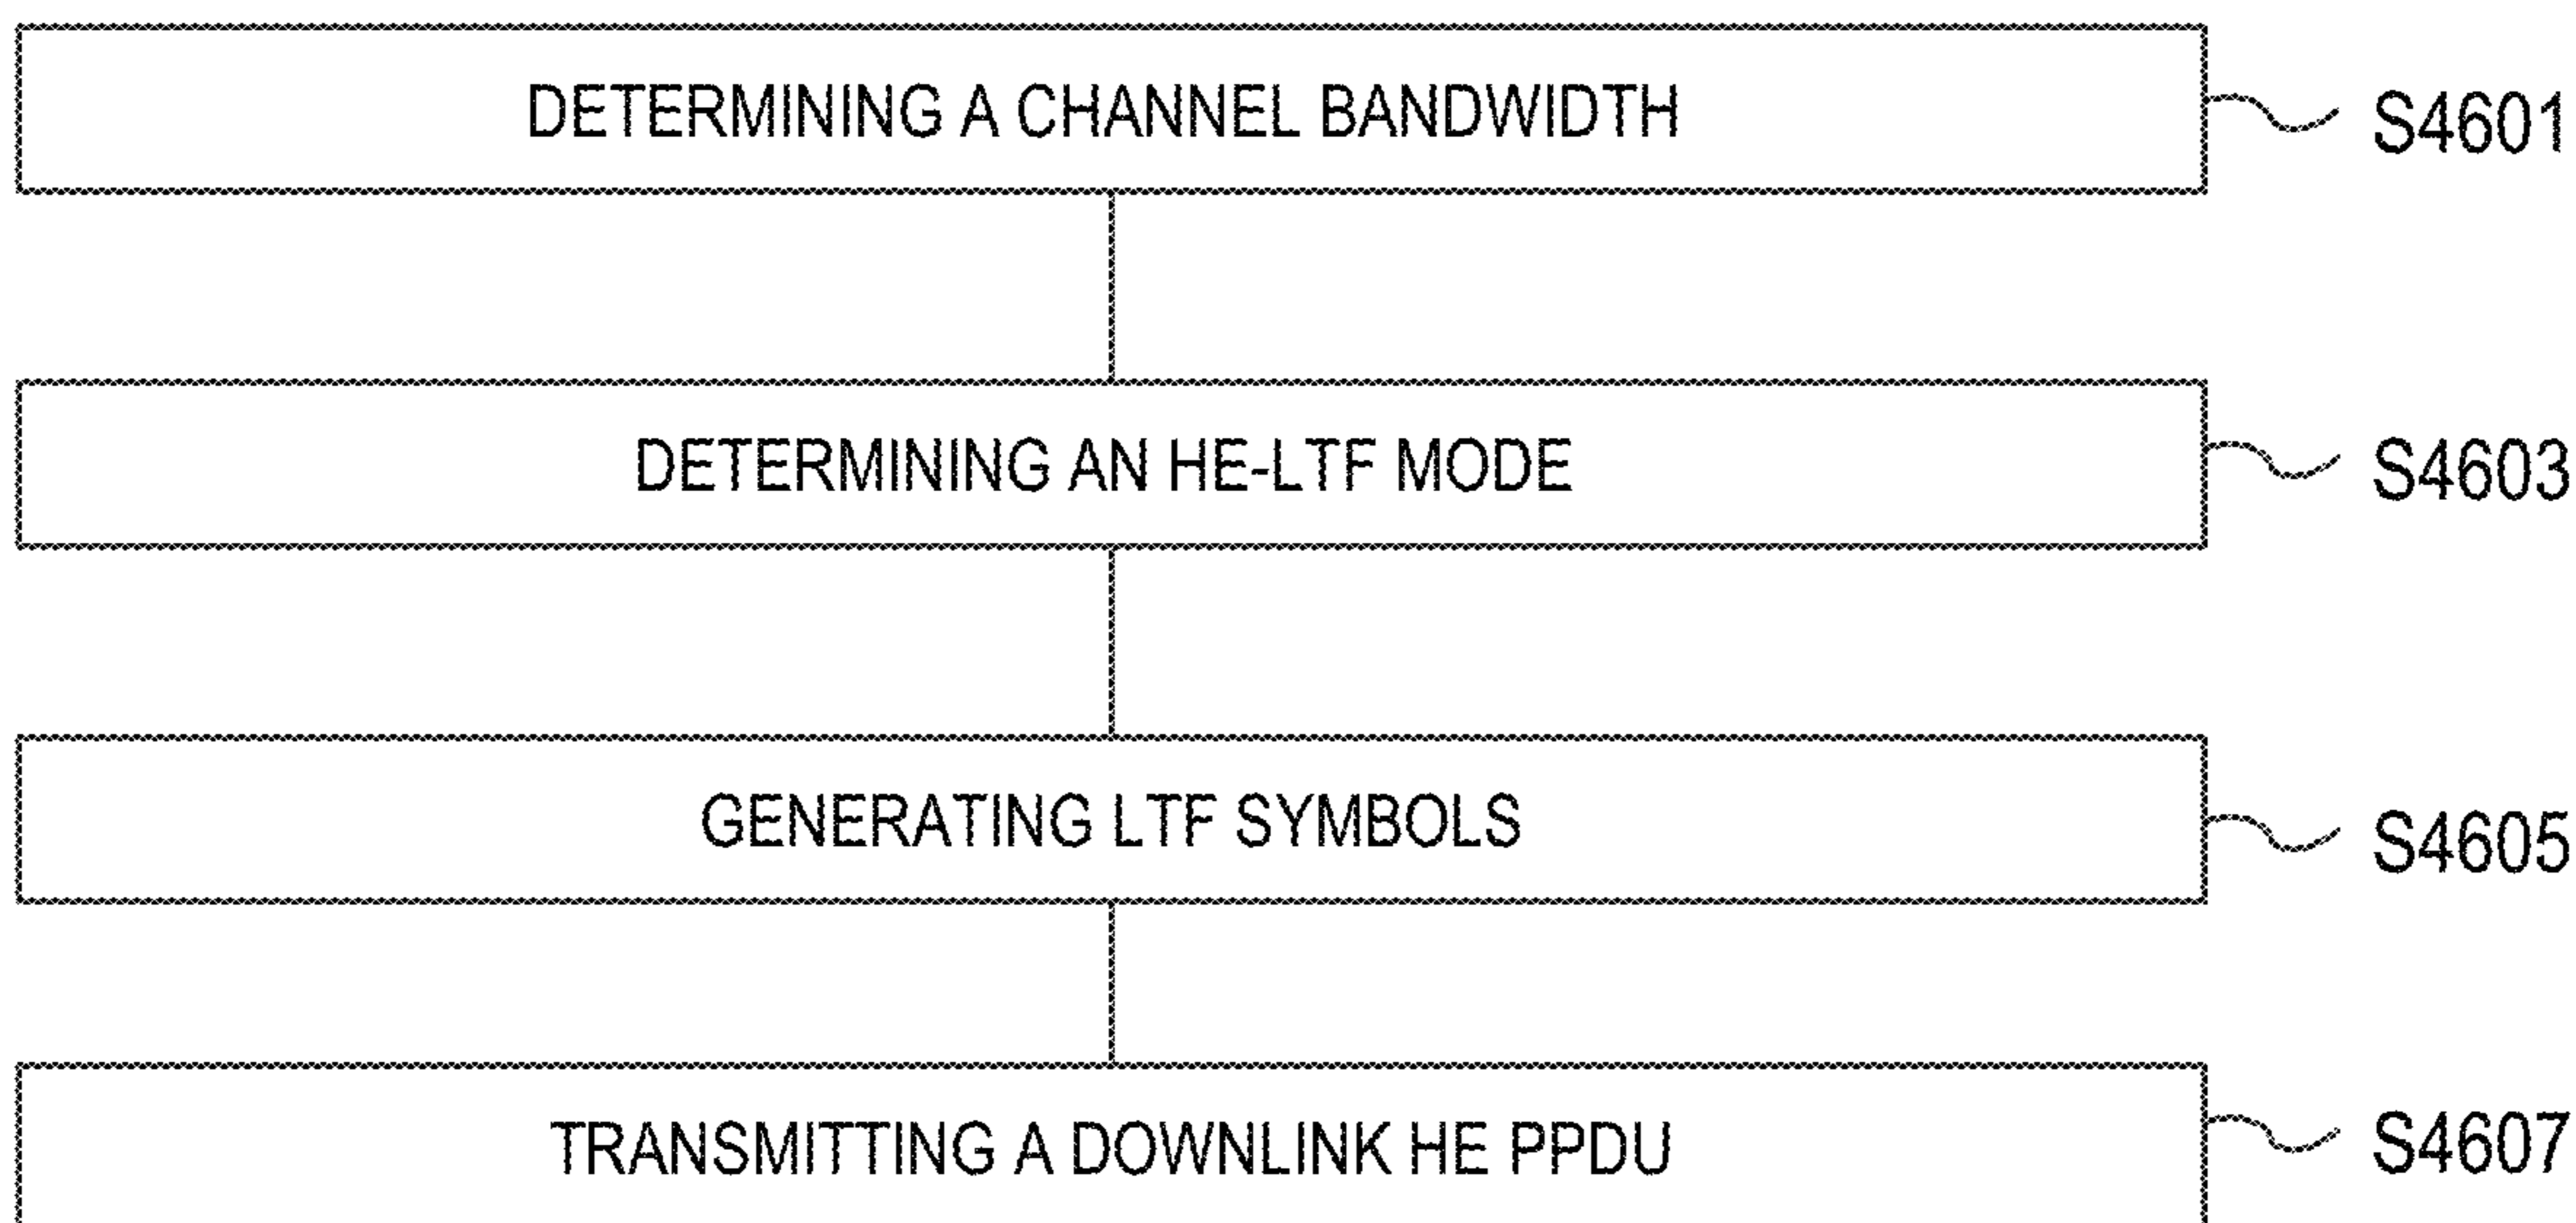 DETERMINING A CHANNEL BANDWIDTH
S4601
DETERMINING AN HE-LTF MODE
S4603
GENERATING LTF SYMBOLS
S4605
TRANSMITTING A DOWNLINK HE PPDU
S4607